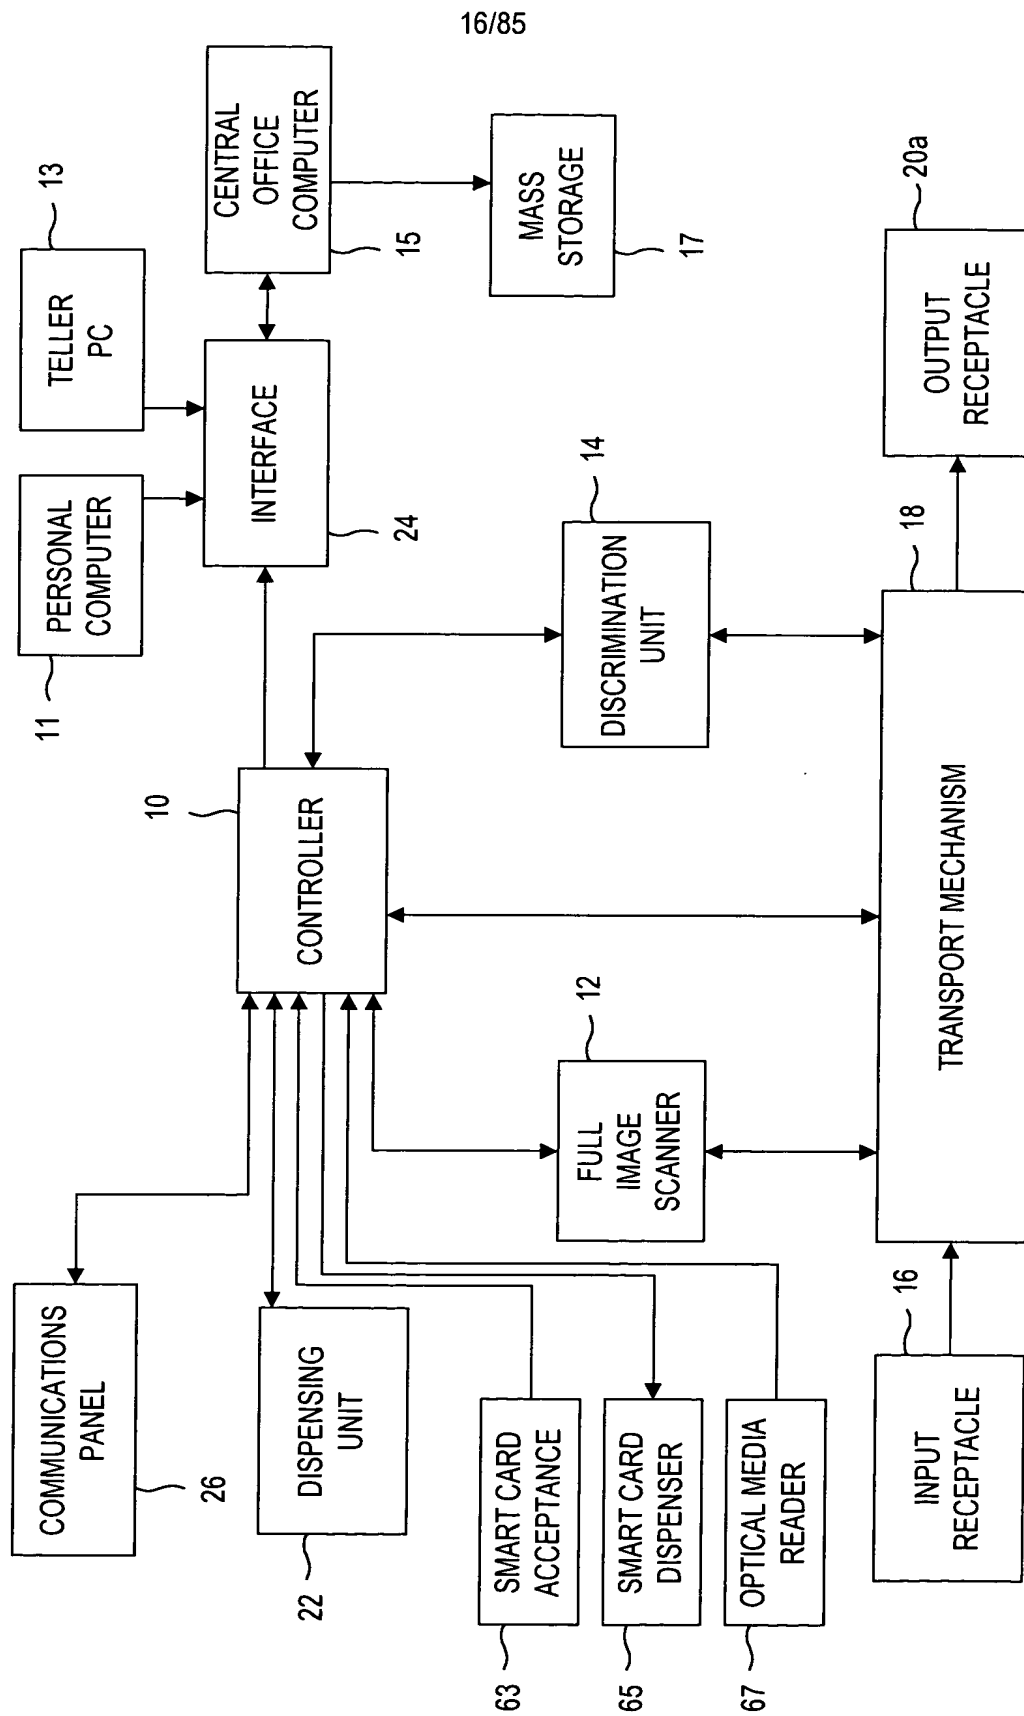 16/85
COMMUNICATIONS
PANEL
26
DISPENSING
UNIT
22
SMART CARD
ACCEPTANCE
63
SMART CARD
DISPENSER
65
OPTICAL MEDIA
READER
67
INPUT
RECEPTACLE
16
CONTROLLER
10
FULL
IMAGE
SCANNER
12
TRANSPORT MECHANISM
18
DISCRIMINATION
UNIT
14
PERSONAL
COMPUTER
11
TELLER
PC
13
INTERFACE
24
CENTRAL
OFFICE
COMPUTER
15
MASS
STORAGE
17
OUTPUT
RECEPTACLE
20a